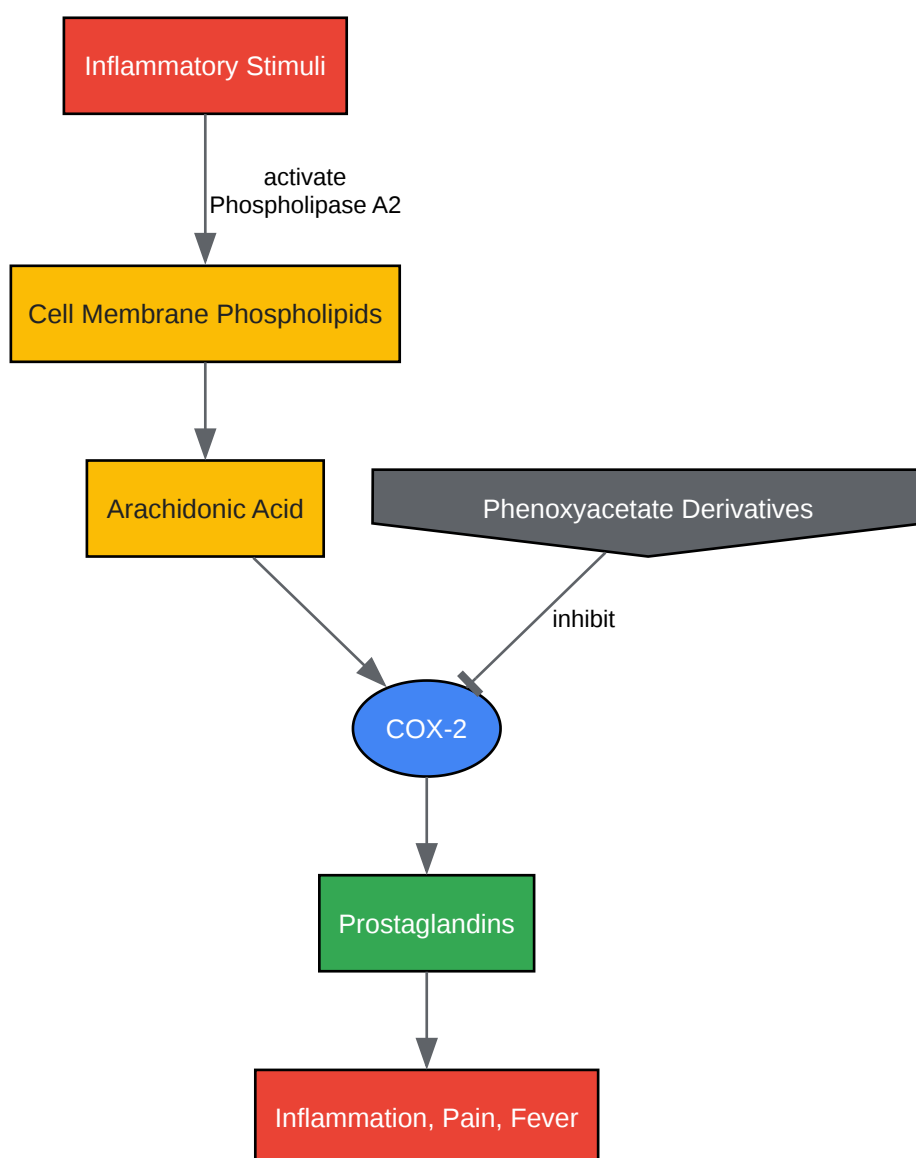 Inflammatory Stimuli
activate
Phospholipase A2
Cell Membrane Phospholipids
Arachidonic Acid
Phenoxyacetate Derivatives
inhibit
COX-2
Prostaglandins
Inflammation, Pain, Fever